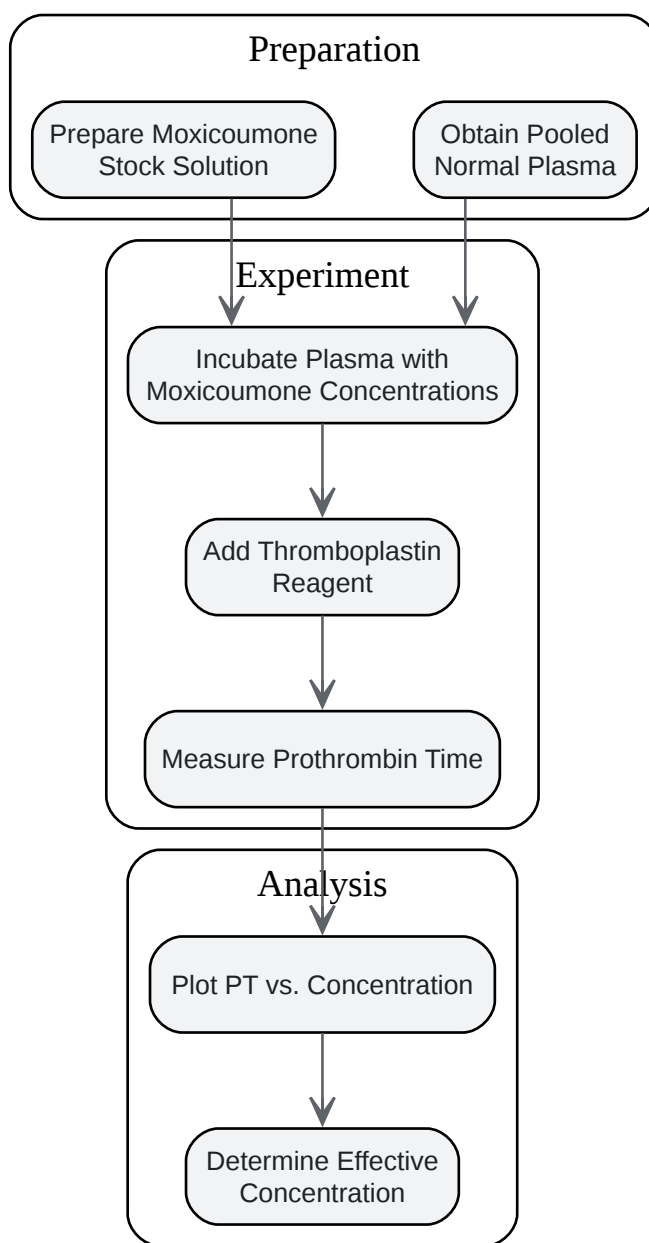 Preparation
Prepare Moxicoumone
Stock Solution
Obtain Pooled
Normal Plasma
Experiment
Incubate Plasma with
Moxicoumone Concentrations
Add Thromboplastin
Reagent
Measure Prothrombin Time
Analysis
Plot PT vs. Concentration
Determine Effective
Concentration